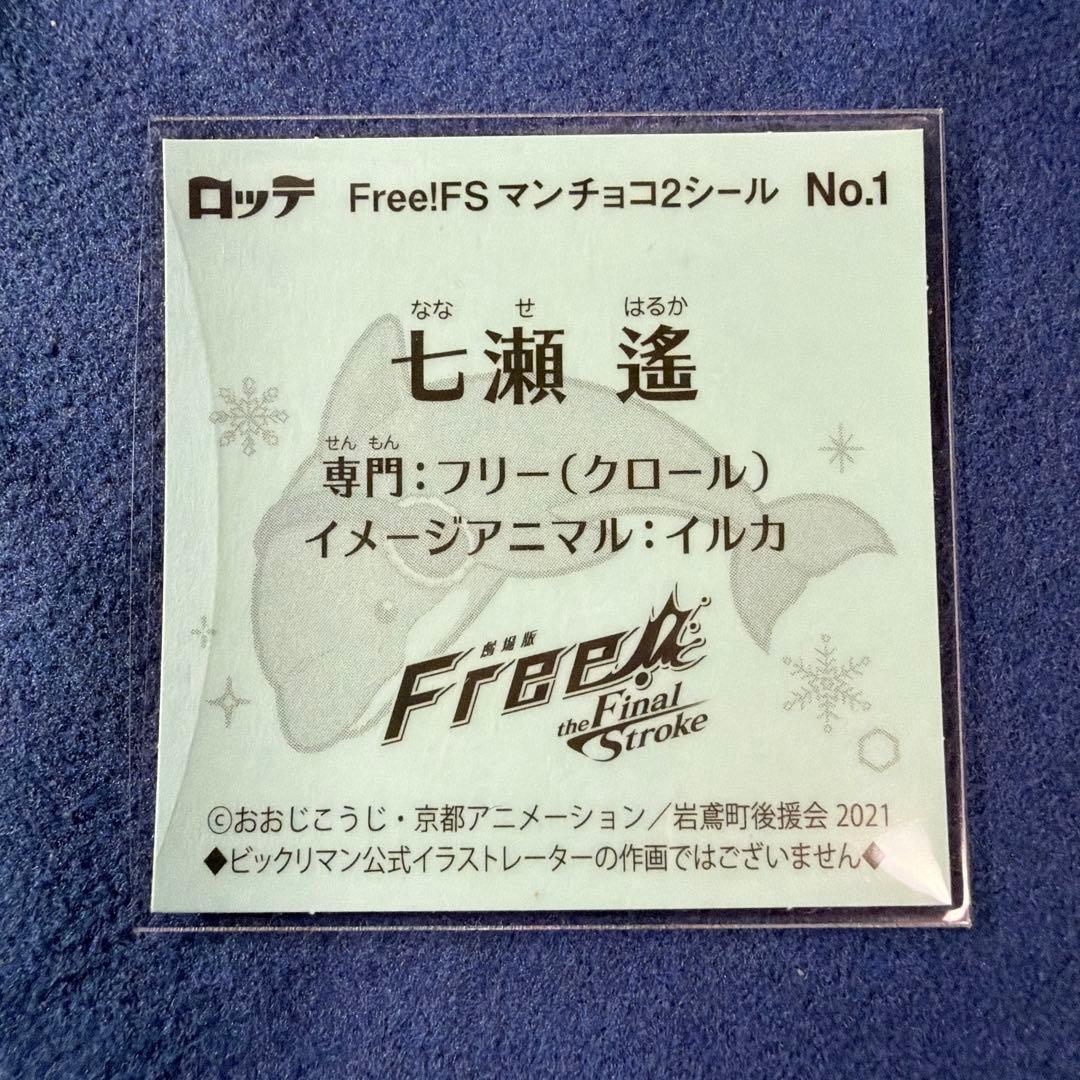 ロッテ Free!FS マンチョコ2シール No.1
なな せ はるか
七瀬 遙
せん もん
専門：フリー（クロール）
イメージアニマル：イルカ
劇場版
Free!
the Final
Stroke
©おおじこうじ・京都アニメーション／岩鳶町後援会 2021
◆ビックリマン公式イラストレーターの作画ではございません◆